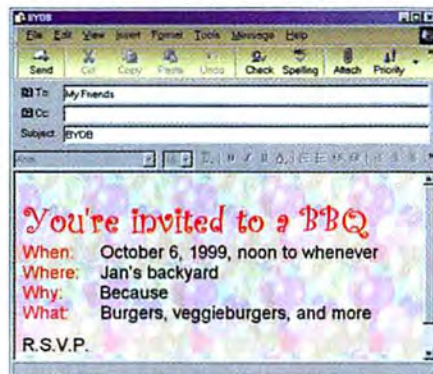 BYOB
File Edit View Insert Format Tools Message Help
Send Cut Copy Paste Undo Check Spelling Attach Priority
To: My Friends
Cc:
Subject: BYOB
You're invited to a BBQ
When: October 6, 1999, noon to whenever
Where: Jan's backyard
Why: Because
What: Burgers, veggieburgers, and more
R.S.V.P.